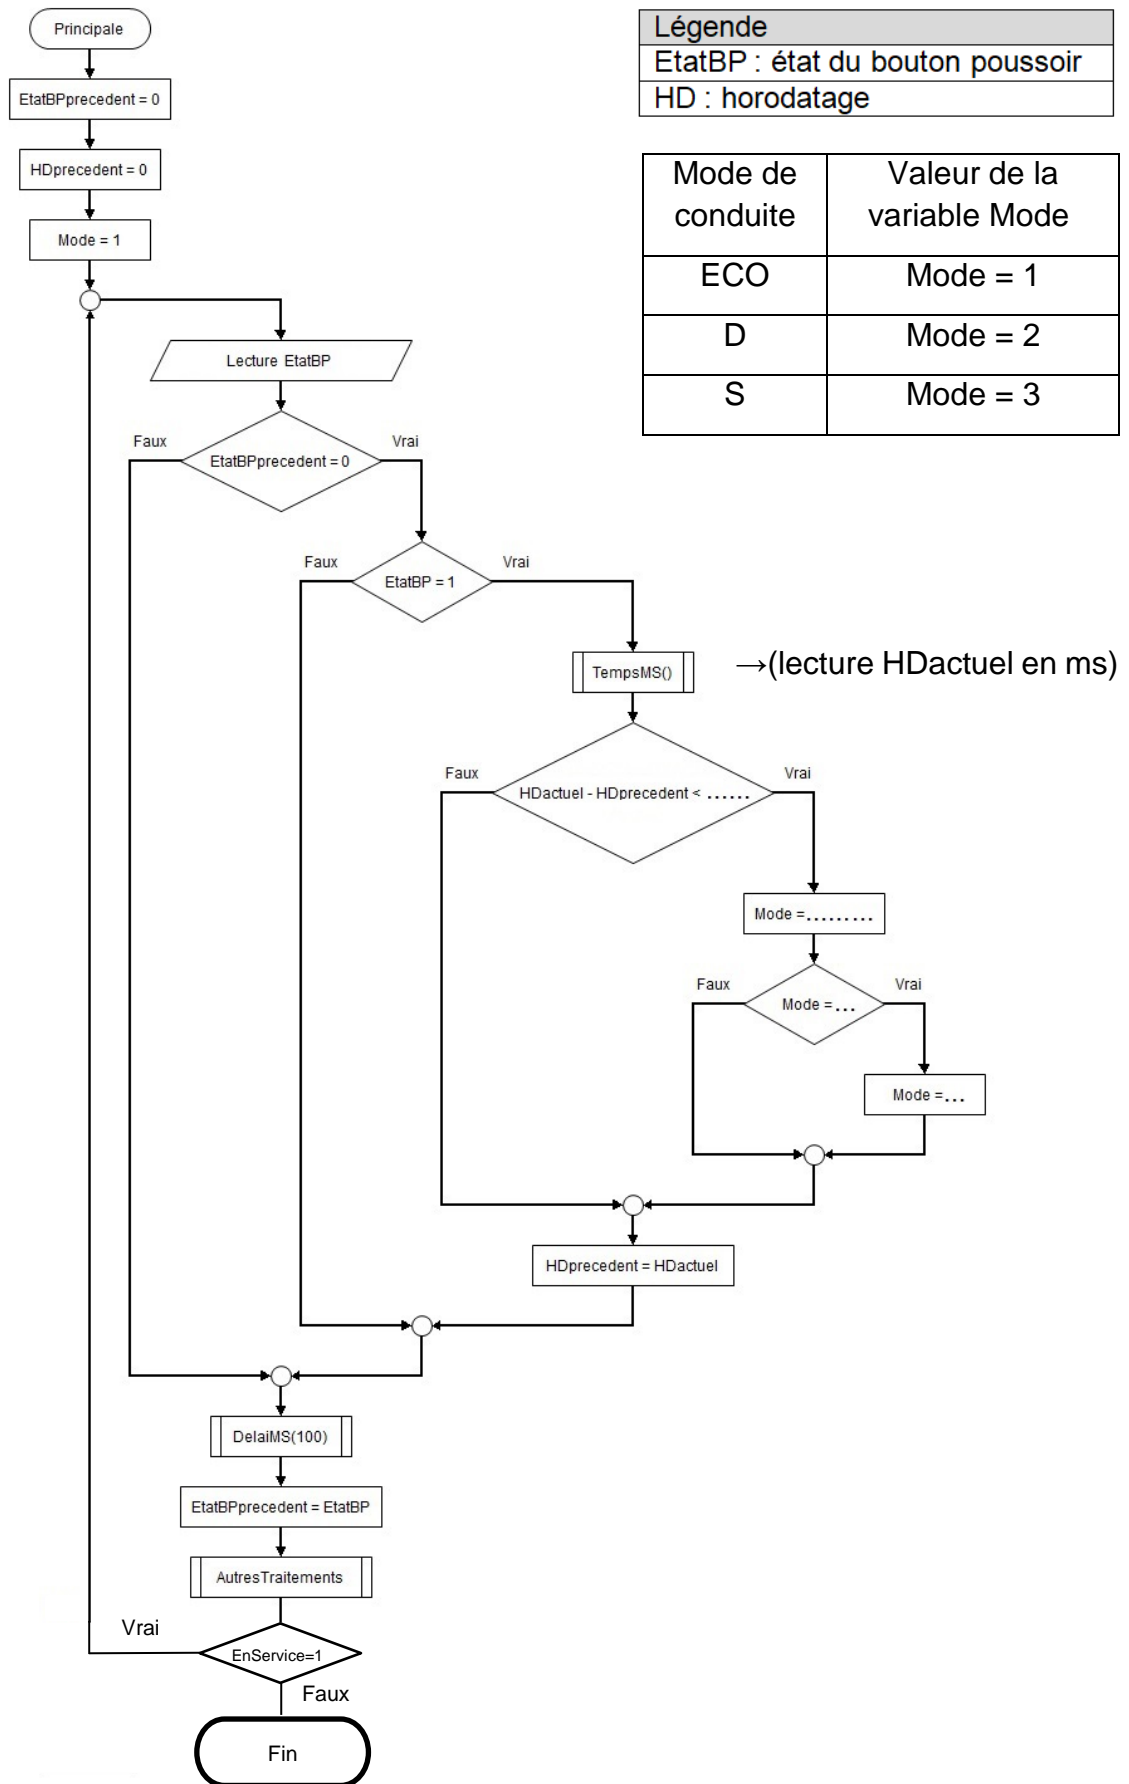 Principale
EtatBPprecedent = 0
HDprecedent = 0
Mode = 1
Légende
EtatBP : état du bouton poussoir
HD : horodatage
Mode de conduite
Valeur de la variable Mode
ECO
Mode = 1
D
Mode = 2
S
Mode = 3
Lecture EtatBP
Faux
Vrai
EtatBPprecedent = 0
Faux
Vrai
EtatBP = 1
TempsMS()
→(lecture HDactuel en ms)
Faux
Vrai
HDactuel - HDprecedent < ......
Mode =.........
Faux
Vrai
Mode =...
Mode =...
HDprecedent = HDactuel
DelaiMS(100)
EtatBPprecedent = EtatBP
AutresTraitements
Vrai
EnService=1
Faux
Fin